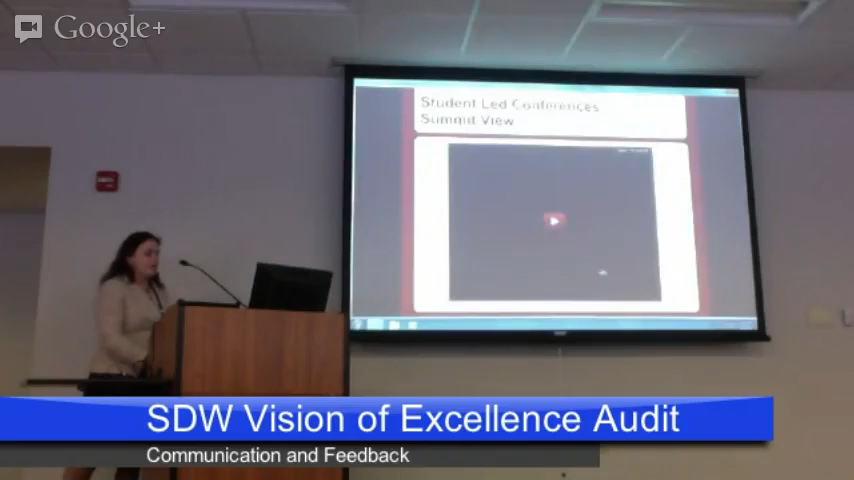 Google+
Student Led Conferences
Summit View
SDW Vision of Excellence Audit
Communication and Feedback